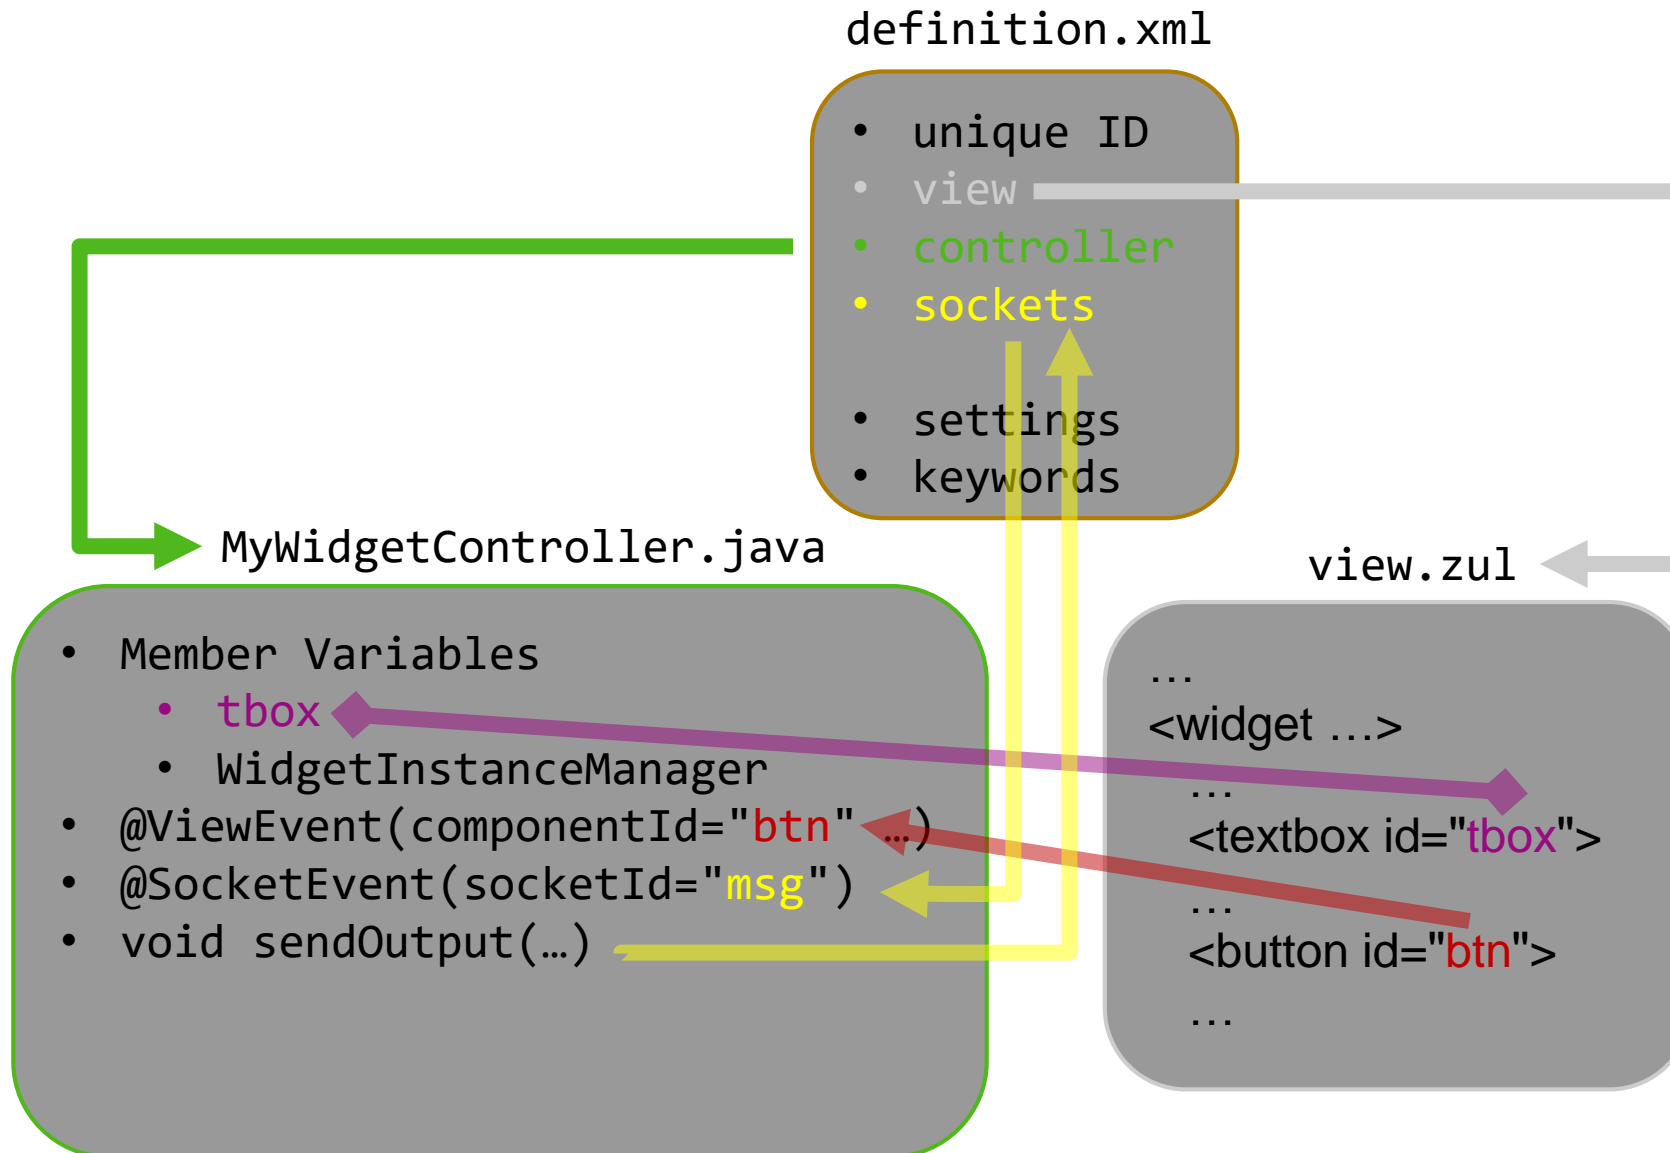 definition.xml
• unique ID
• view
• controller
• sockets
• settings
• keywords
MyWidgetController.java
• Member Variables
• tbox
• WidgetInstanceManager
• @ViewEvent(componentId="btn" …)
• @SocketEvent(socketId="msg")
• void sendOutput(…)
view.zul
…
<widget …>
…
<textbox id="tbox">
…
<button id="btn">
…